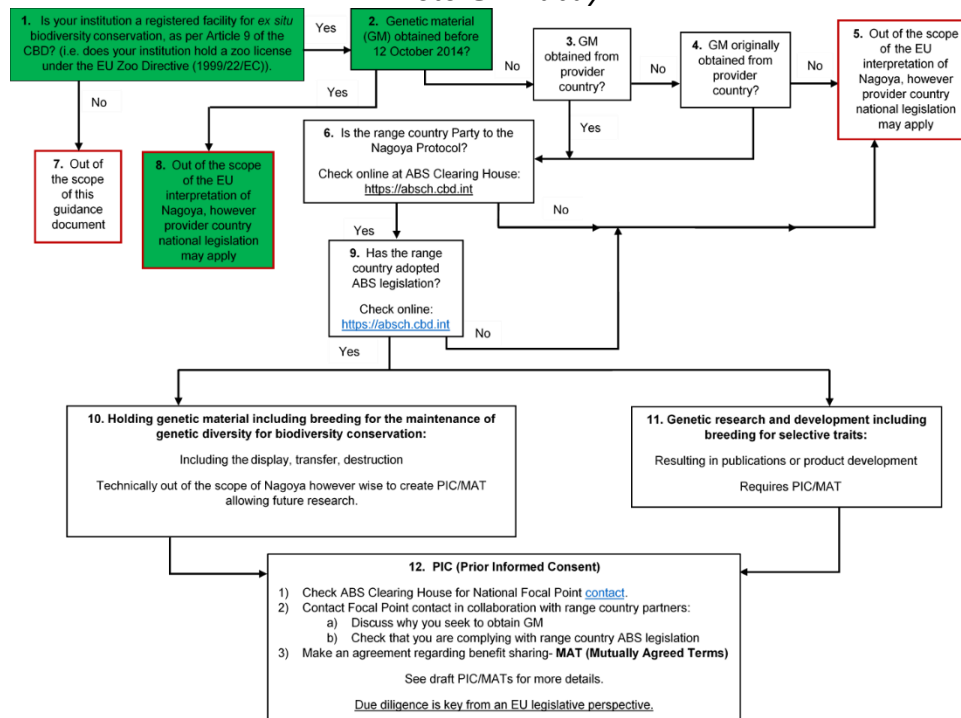 1. Is your institution a registered facility for ex situ
biodiversity conservation, as per Article 9 of the
CBD? (i.e. does your institution hold a zoo license
under the EU Zoo Directive (1999/22/EC)).
Yes
2. Genetic material
(GM) obtained before
12 October 2014?
No
3. GM
obtained from
provider
country?
No
4. GM originally
obtained from
provider
country?
No
5. Out of the scope
of the EU
interpretation of
Nagoya, however
provider country
national legislation
may apply
No
Yes
Yes
7. Out of
the scope
of this
guidance
document
8. Out of the scope
of the EU
interpretation of
Nagoya, however
provider country
national legislation
may apply
6. Is the range country Party to the
Nagoya Protocol?
Check online at ABS Clearing House:
https://absch.cbd.int
No
Yes
9. Has the range
country adopted
ABS legislation?
Check online:
https://absch.cbd.int
No
Yes
10. Holding genetic material including breeding for the maintenance of
genetic diversity for biodiversity conservation:
Including the display, transfer, destruction
Technically out of the scope of Nagoya however wise to create PIC/MAT
allowing future research.
11. Genetic research and development including
breeding for selective traits:
Resulting in publications or product development
Requires PIC/MAT
12. PIC (Prior Informed Consent)
1) Check ABS Clearing House for National Focal Point contact.
2) Contact Focal Point contact in collaboration with range country partners:
a) Discuss why you seek to obtain GM
b) Check that you are complying with range country ABS legislation
3) Make an agreement regarding benefit sharing- MAT (Mutually Agreed Terms)
See draft PIC/MATs for more details.
Due diligence is key from an EU legislative perspective.